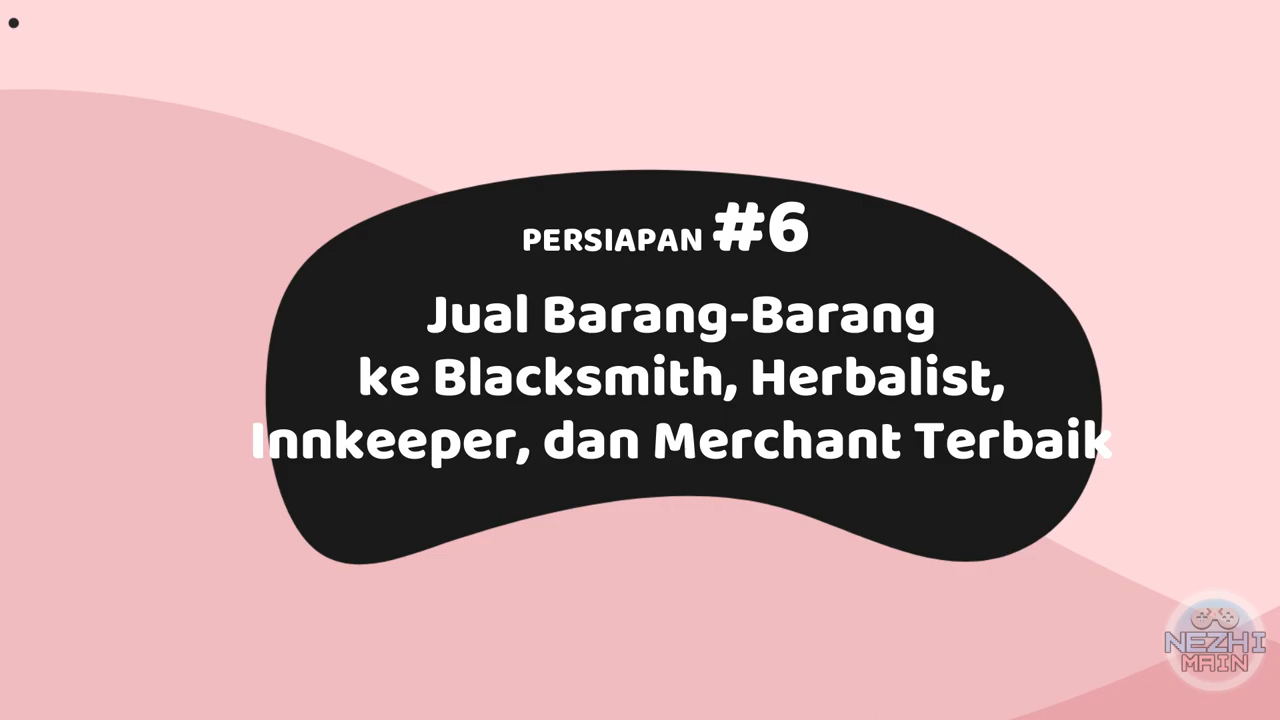 PERSIAPAN #6
Jual Barang-Barang
ke Blacksmith, Herbalist,
Innkeeper, dan Merchant Terbaik
NEZHI
MAIN